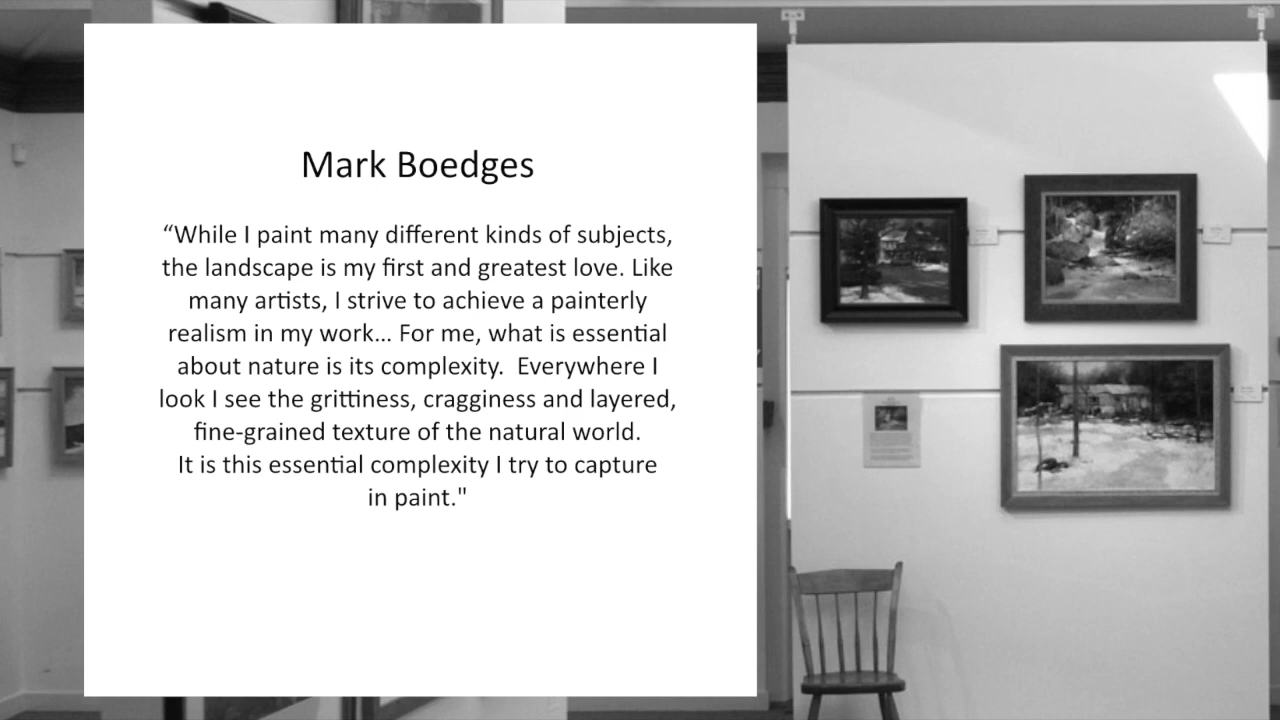 Mark Boedges
“While I paint many different kinds of subjects,
the landscape is my first and greatest love. Like
many artists, I strive to achieve a painterly
realism in my work... For me, what is essential
about nature is its complexity.  Everywhere I
look I see the grittiness, cragginess and layered,
fine-grained texture of the natural world.
It is this essential complexity I try to capture
in paint."